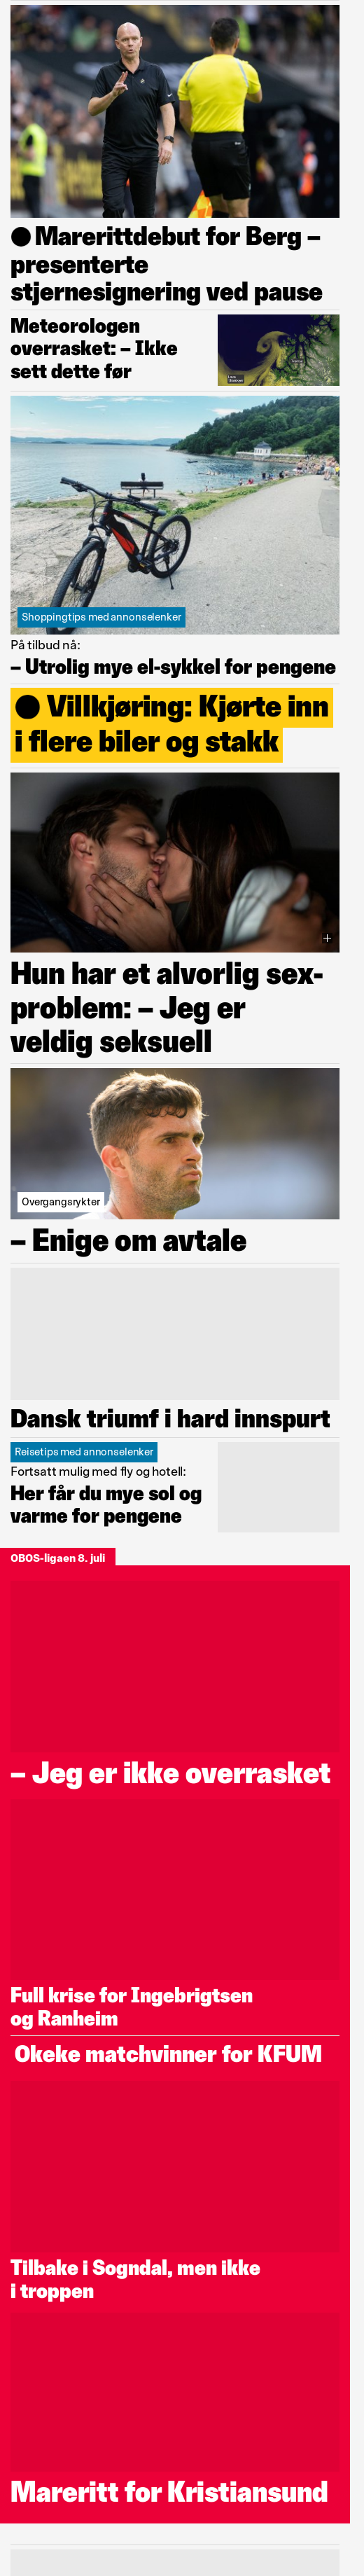 Marerittdebut for Berg –
presenterte
stjernesignering ved pause
Meteorologen
overrasket: – Ikke
sett dette før
Shoppingtips med annonselenker
På tilbud nå:
– Utrolig mye el-sykkel for pengene
Villkjøring: Kjørte inn
i flere biler og stakk
Hun har et alvorlig sex-
problem: – Jeg er
veldig seksuell
Overgangsrykter
– Enige om avtale
Dansk triumf i hard innspurt
Reisetips med annonselenker
Fortsatt mulig med fly og hotell:
Her får du mye sol og
varme for pengene
OBOS-ligaen 8. juli
– Jeg er ikke overrasket
Full krise for Ingebrigtsen
og Ranheim
Okeke matchvinner for KFUM
Tilbake i Sogndal, men ikke
i troppen
Mareritt for Kristiansund